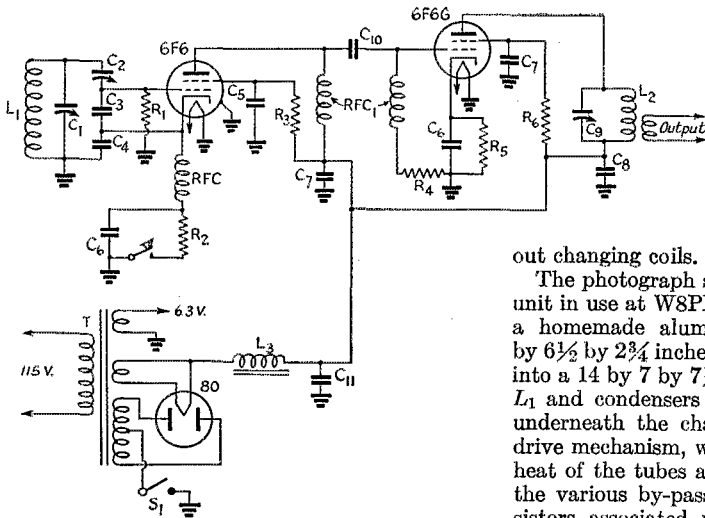 6F6
6F6G
C10
C2
C7
L1
C1
C3
C4
R1
C5
R3
RFC1
C6
R5
R6
L2
C9
Output
C8
R4
RFC
C7
C6
R2
T
6.3 V.
115 V.
L3
80
C11
S1
out changing coils.
The photograph s
unit in use at W8P
a homemade alum
by 6½ by 2¾ inche
into a 14 by 7 by 7
L1 and condensers
underneath the cha
drive mechanism, w
heat of the tubes a
the various by-pas
sistors associated